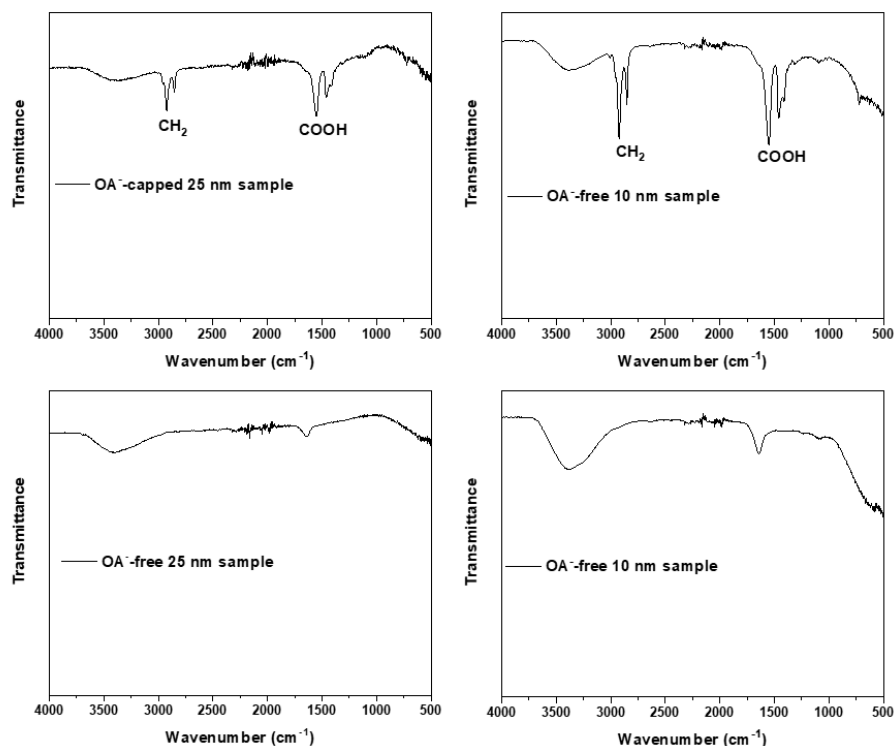 Transmittance
CH₂
COOH
OA⁻-capped 25 nm sample
4000 3500 3000 2500 2000 1500 1000 500
Wavenumber (cm⁻¹)
Transmittance
CH₂
COOH
OA⁻-free 10 nm sample
4000 3500 3000 2500 2000 1500 1000 500
Wavenumber (cm⁻¹)
Transmittance
OA⁻-free 25 nm sample
4000 3500 3000 2500 2000 1500 1000 500
Wavenumber (cm⁻¹)
Transmittance
OA⁻-free 10 nm sample
4000 3500 3000 2500 2000 1500 1000 500
Wavenumber (cm⁻¹)